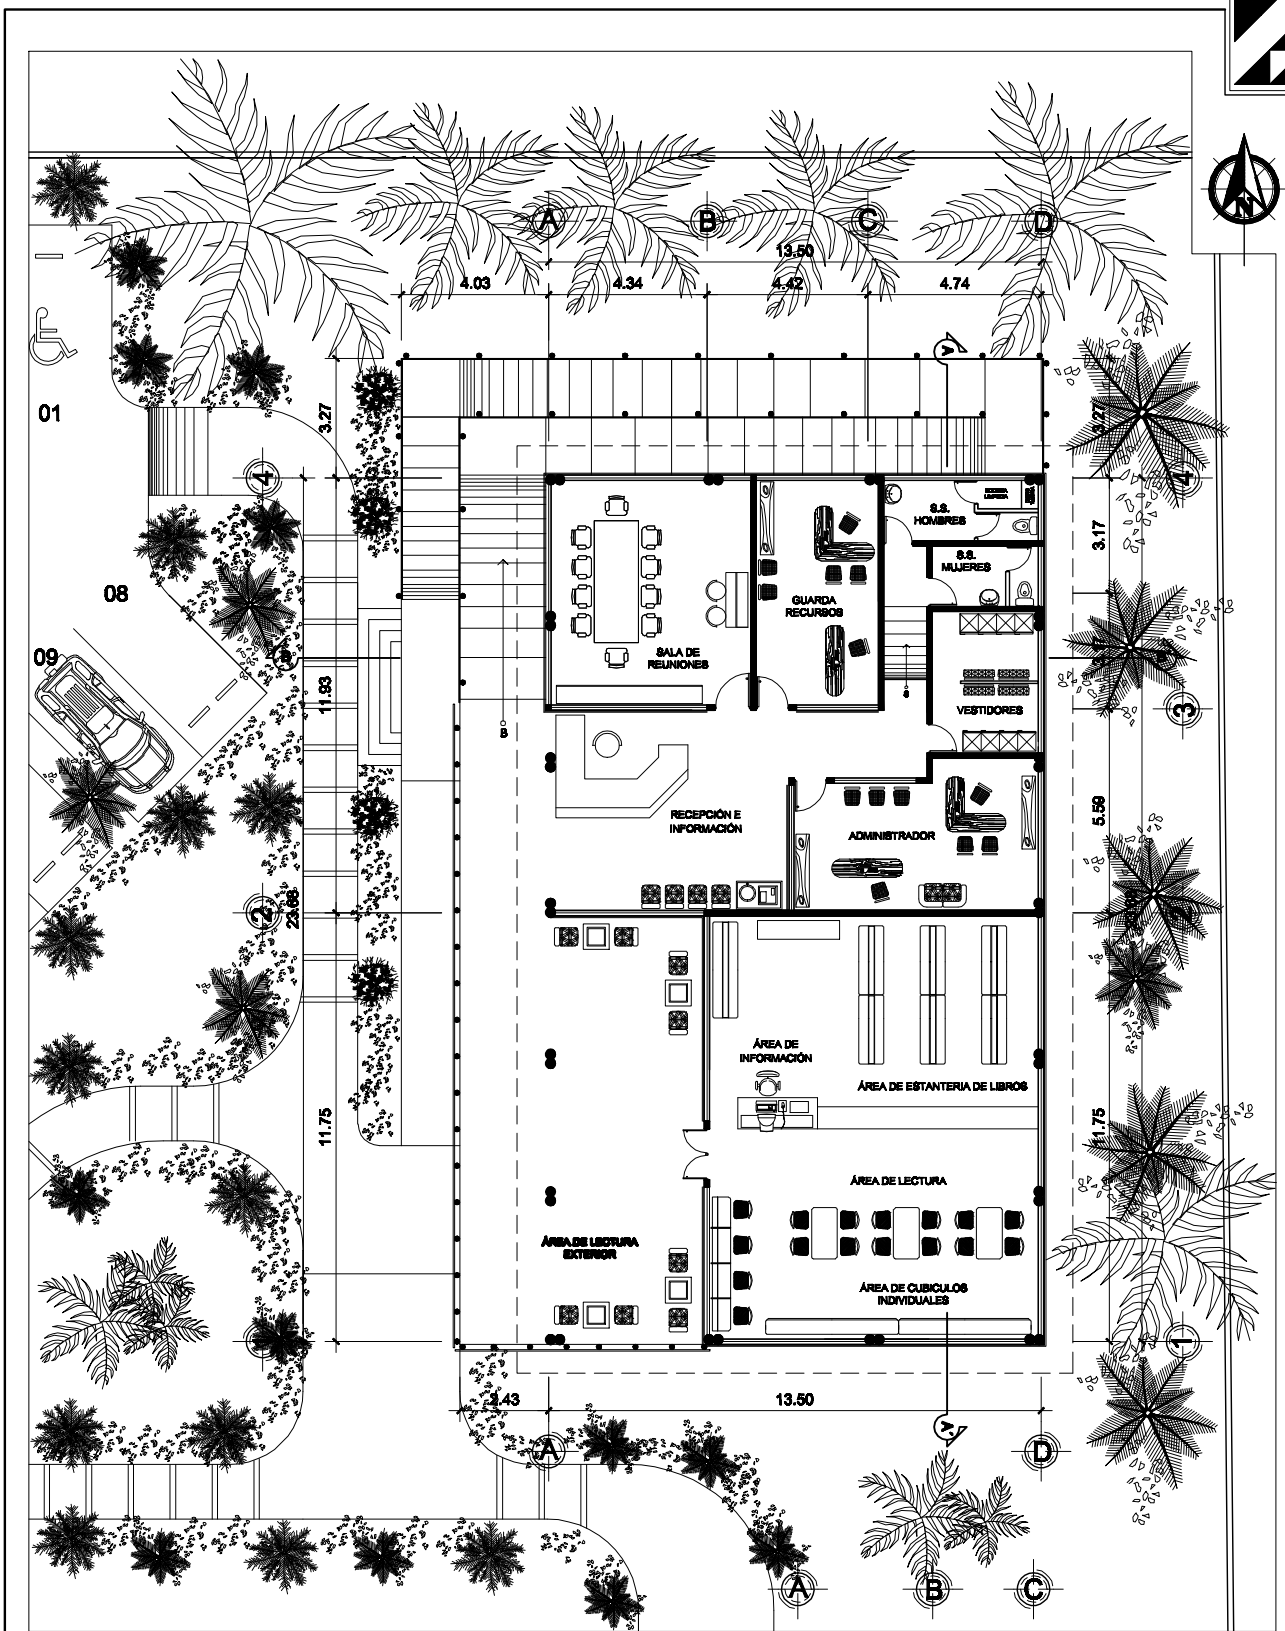 N
A
B
C
D
13.50
4.03
4.34
4.42
4.74
A
01
3.27
3.27
4
4
S.S.
HOMBRES
3.17
S.S.
MUJERES
08
GUARDA
RECURSOS
09
SALA DE
REUNIONES
B
11.93
S
VESTIDORES
3
B
RECEPCIÓN E
INFORMACIÓN
ADMINISTRADOR
5.59
2
23.68
2
ÁREA DE
INFORMACIÓN
ÁREA DE ESTANTERIA DE LIBROS
11.75
11.75
ÁREA DE LECTURA
ÁREA DE LECTURA
EXTERIOR
ÁREA DE CUBICULOS
INDIVIDUALES
1
2.43
13.50
A
A
D
A
B
C